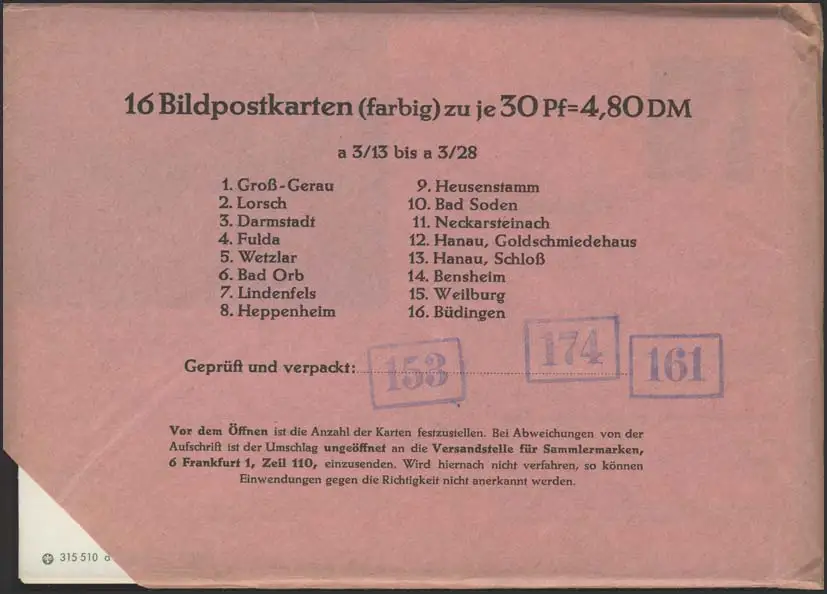 16 Bildpostkarten (farbig) zu je 30 Pf=4,80 DM
a 3/13 bis a 3/28
1. Groß-Gerau
2. Lorsch
3. Darmstadt
4. Fulda
5. Wetzlar
6. Bad Orb
7. Lindenfels
8. Heppenheim
9. Heusenstamm
10. Bad Soden
11. Neckarsteinach
12. Hanau, Goldschmiedehaus
13. Hanau, Schloß
14. Bensheim
15. Weilburg
16. Büdingen
Geprüft und verpackt:
153
174
161
Vor dem Öffnen ist die Anzahl der Karten festzustellen. Bei Abweichungen von der
Aufschrift ist der Umschlag ungeöffnet an die Versandstelle für Sammlermarken,
6 Frankfurt 1, Zeil 110, einzusenden. Wird hiernach nicht verfahren, so können
Einwendungen gegen die Richtigkeit nicht anerkannt werden.
315 510